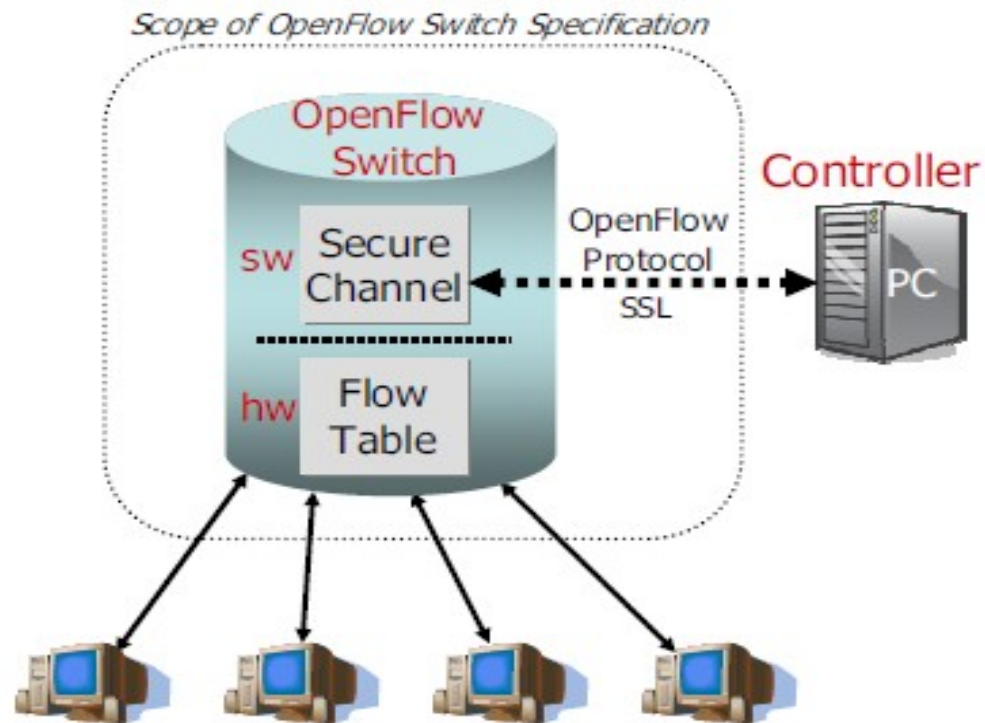 Scope of OpenFlow Switch Specification
OpenFlow
Switch
Controller
sw
Secure
Channel
OpenFlow
Protocol
SSL
PC
hw
Flow
Table